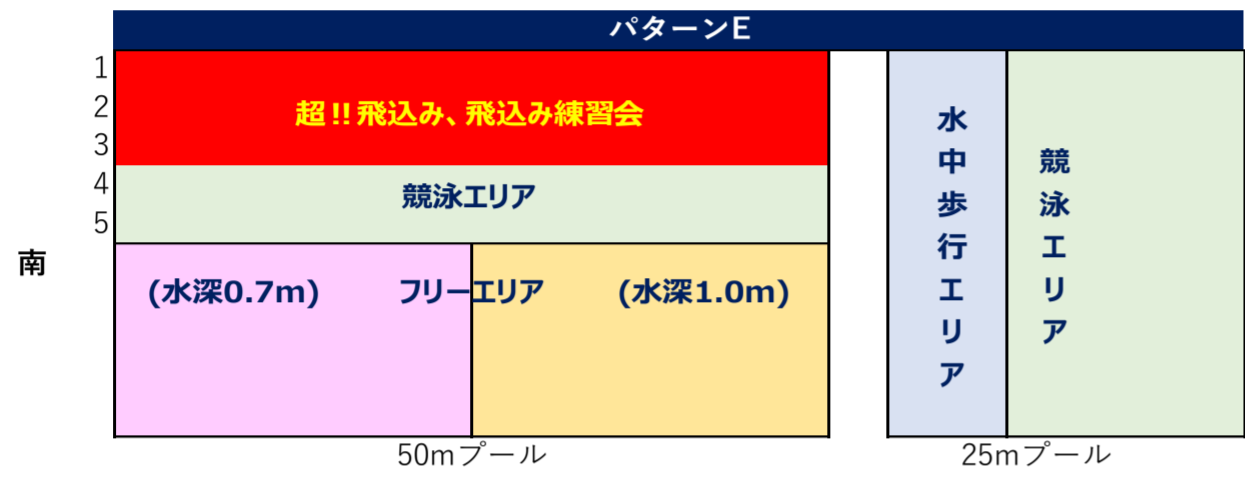 パターンE
1
2
3
4
5
超!!飛込み、飛込み練習会
競泳エリア
南
(水深0.7m) フリーエリア (水深1.0m)
水中歩行エリア
競泳エリア
50mプール
25mプール